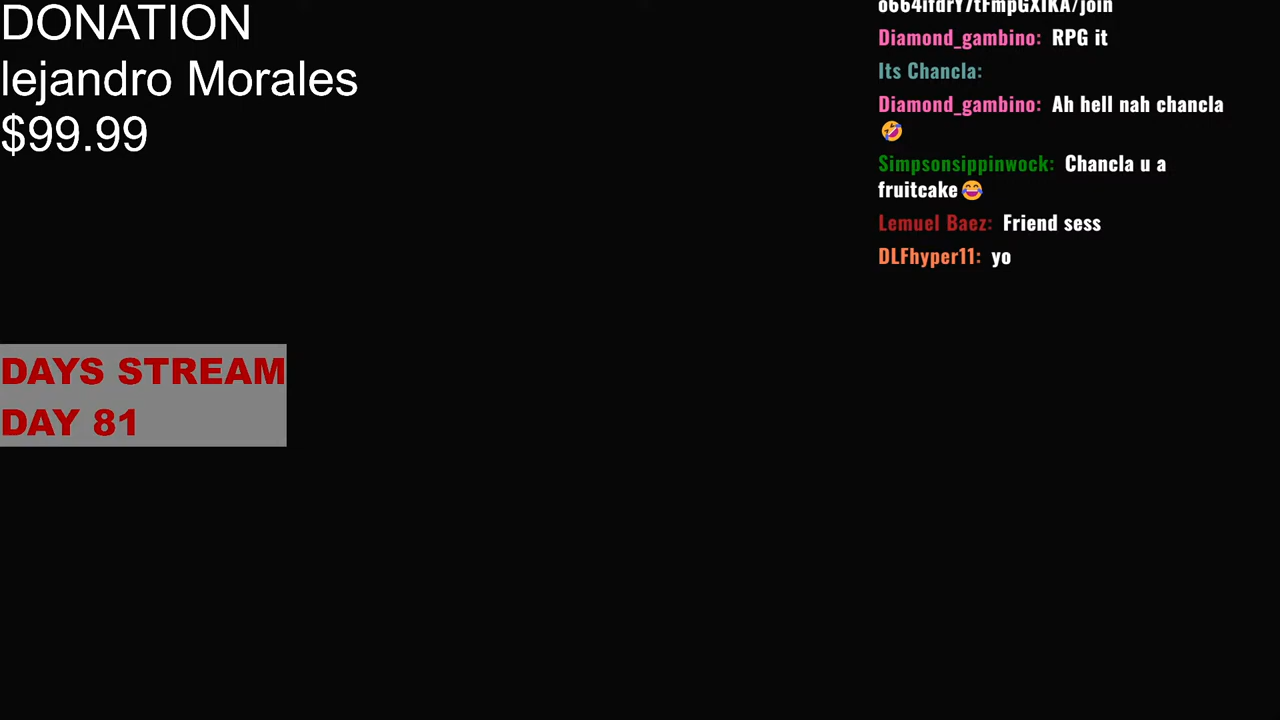 DONATION
lejandro Morales
$99.99
DAYS STREAM
DAY 81
Diamond_gambino: RPG it
Its Chancla:
Diamond_gambino: Ah hell nah chancla
🤣
Simpsonsippinwock: Chancla u a
fruitcake😂
Lemuel Baez: Friend sess
DLFhyper11: yo